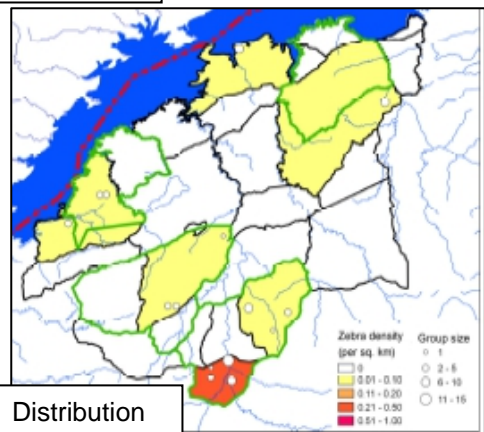 Zebra density
(per sq. km)
0
0.01 - 0.10
0.11 - 0.20
0.21 - 0.50
0.51 - 1.00
Group size
1
2 - 5
6 - 10
11 - 15
Distribution